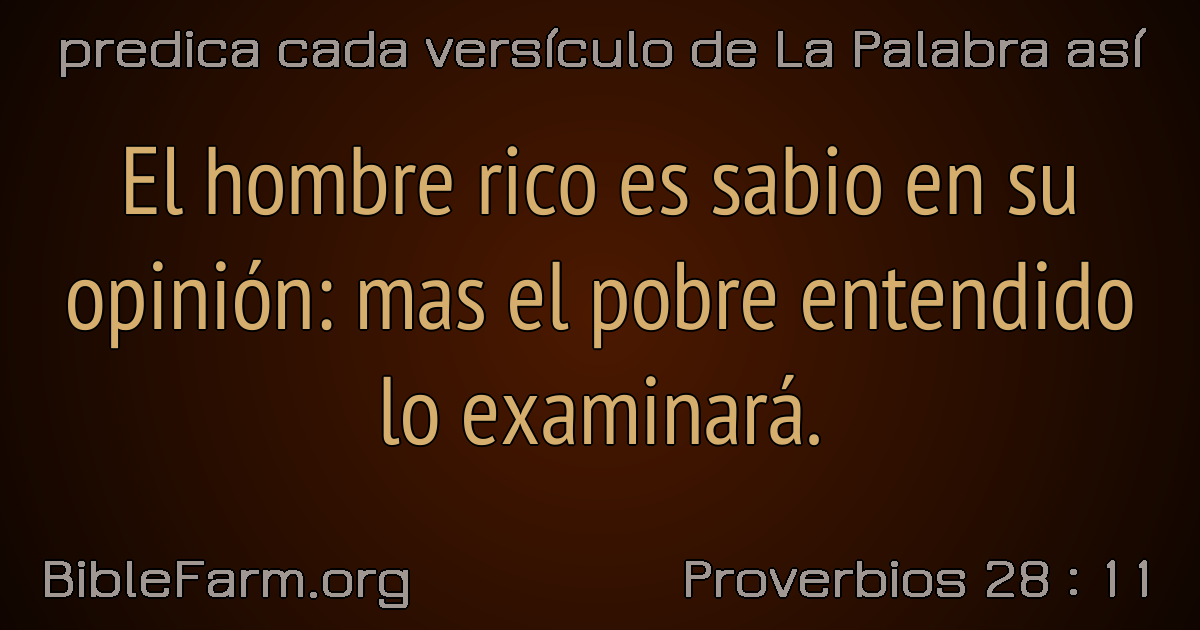 predica cada versículo de La Palabra así
El hombre rico es sabio en su
opinión: mas el pobre entendido
lo examinará.
BibleFarm.org
Proverbios 28 : 11